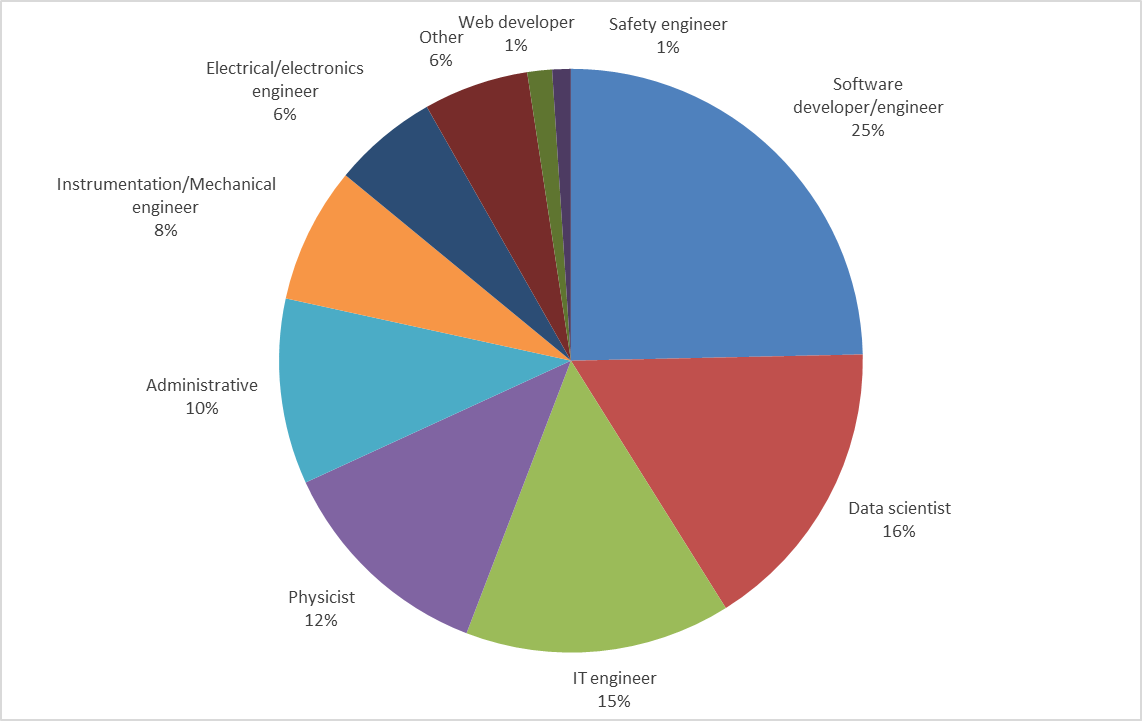 Web developer
1%
Safety engineer
1%
Other
6%
Electrical/electronics
engineer
6%
Software
developer/engineer
25%
Instrumentation/Mechanical
engineer
8%
Administrative
10%
Data scientist
16%
Physicist
12%
IT engineer
15%